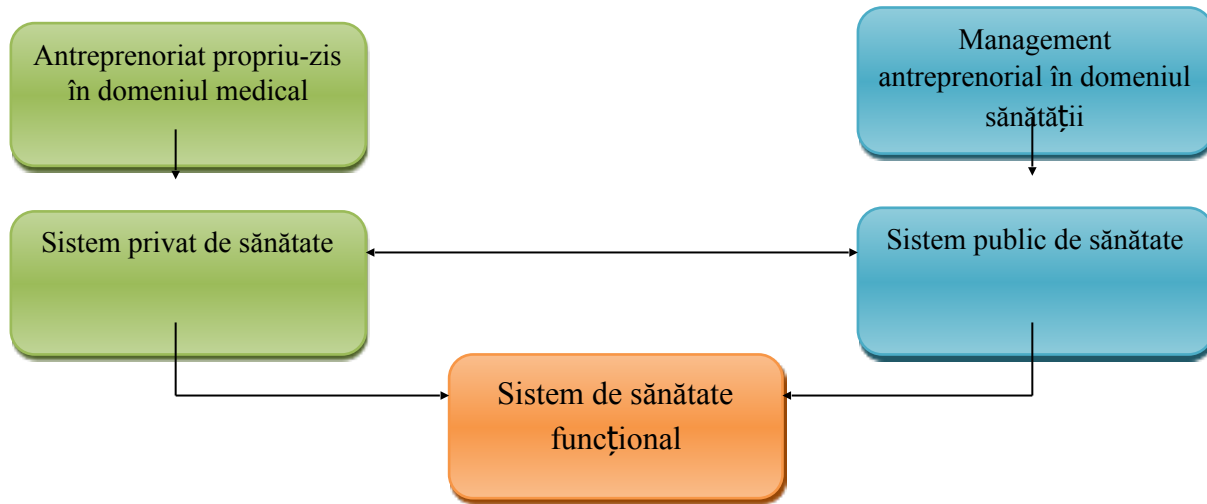 Antreprenoriat propriu-zis
în domeniul medical
Management
antreprenorial în domeniul
sănătății
Sistem privat de sănătate
Sistem public de sănătate
Sistem de sănătate
funcțional